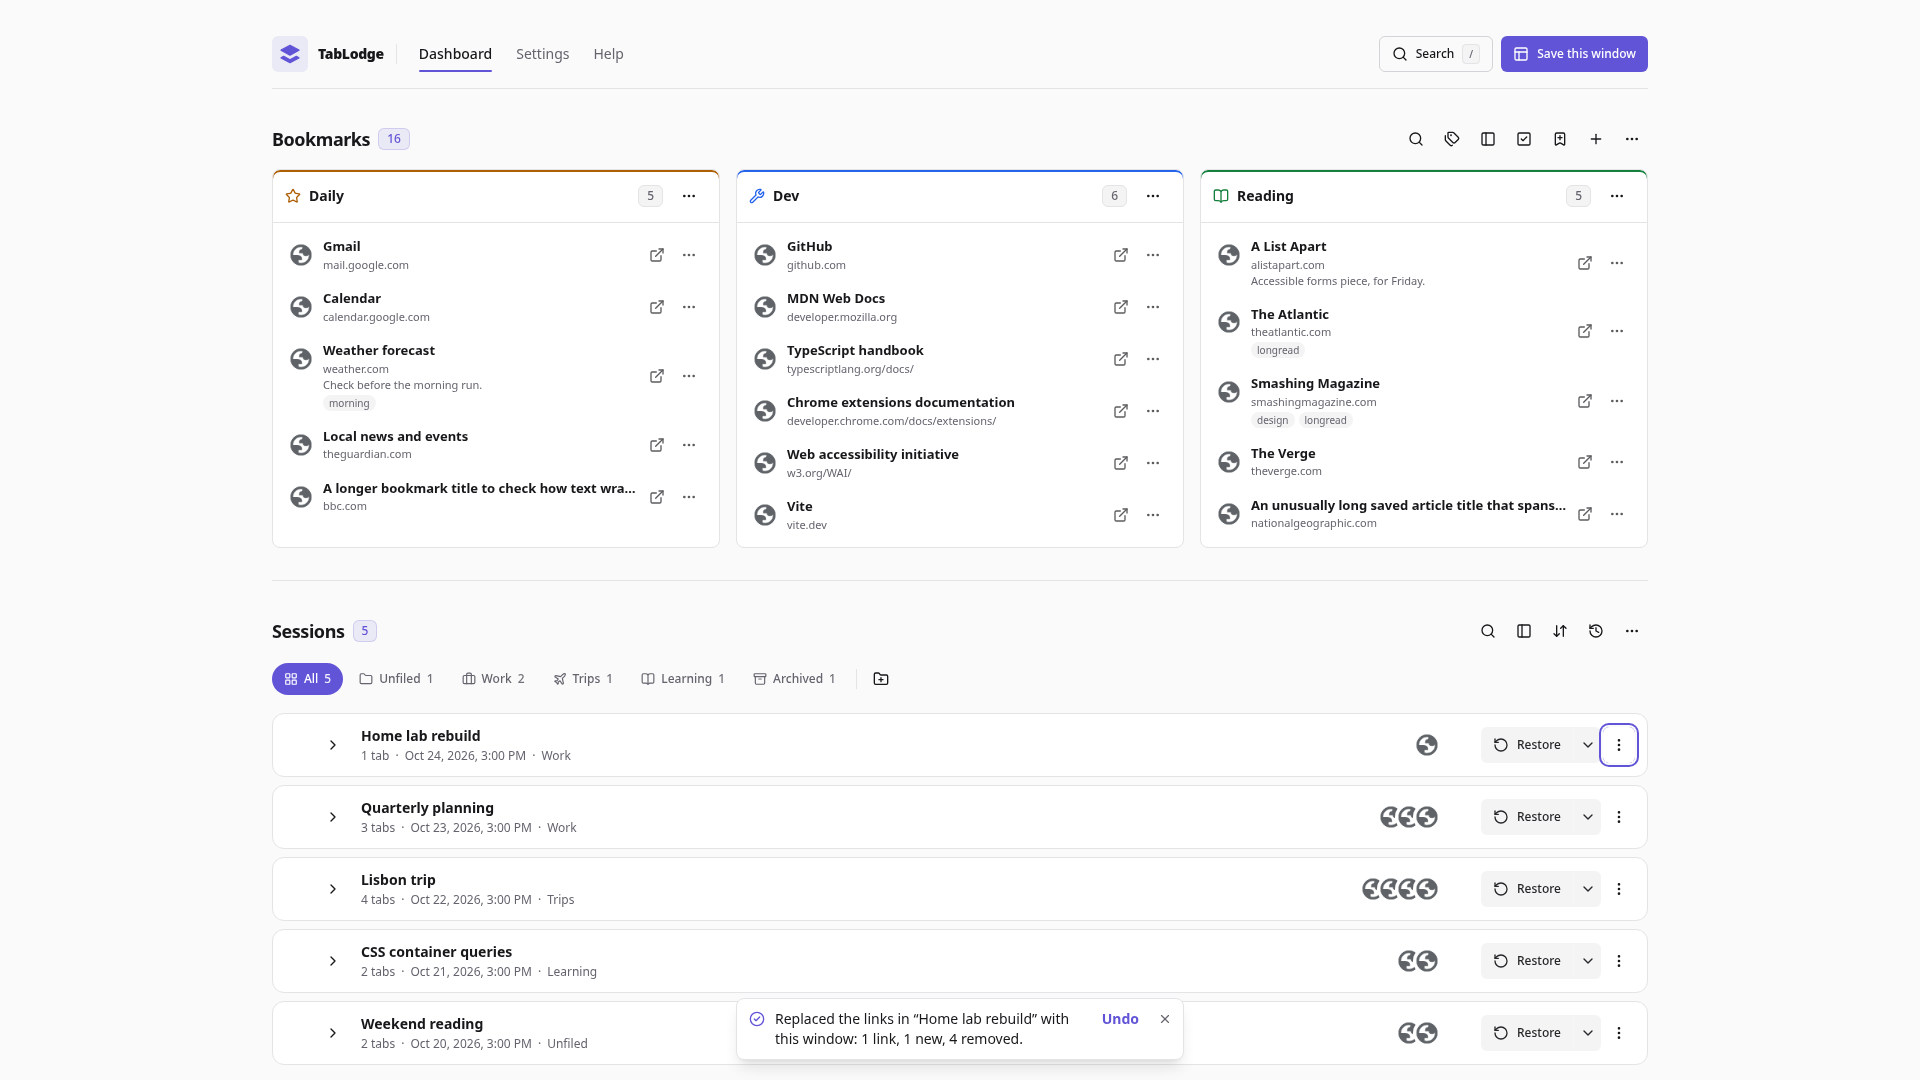 TabLodge
Dashboard
Settings
Help
Search /
Save this window
Bookmarks 16
Daily 5
Gmail
mail.google.com
Calendar
calendar.google.com
Weather forecast
weather.com
Check before the morning run.
morning
Local news and events
theguardian.com
A longer bookmark title to check how text wra...
bbc.com
Dev 6
GitHub
github.com
MDN Web Docs
developer.mozilla.org
TypeScript handbook
typescriptlang.org/docs/
Chrome extensions documentation
developer.chrome.com/docs/extensions/
Web accessibility initiative
w3.org/WAI/
Vite
vite.dev
Reading 5
A List Apart
alistapart.com
Accessible forms piece, for Friday.
The Atlantic
theatlantic.com
longread
Smashing Magazine
smashingmagazine.com
design longread
The Verge
theverge.com
An unusually long saved article title that spans...
nationalgeographic.com
Sessions 5
All 5
Unfiled 1
Work 2
Trips 1
Learning 1
Archived 1
Home lab rebuild
1 tab · Oct 24, 2026, 3:00 PM · Work
Restore
Quarterly planning
3 tabs · Oct 23, 2026, 3:00 PM · Work
Restore
Lisbon trip
4 tabs · Oct 22, 2026, 3:00 PM · Trips
Restore
CSS container queries
2 tabs · Oct 21, 2026, 3:00 PM · Learning
Restore
Weekend reading
2 tabs · Oct 20, 2026, 3:00 PM · Unfiled
Restore
Replaced the links in “Home lab rebuild” with
this window: 1 link, 1 new, 4 removed.
Undo